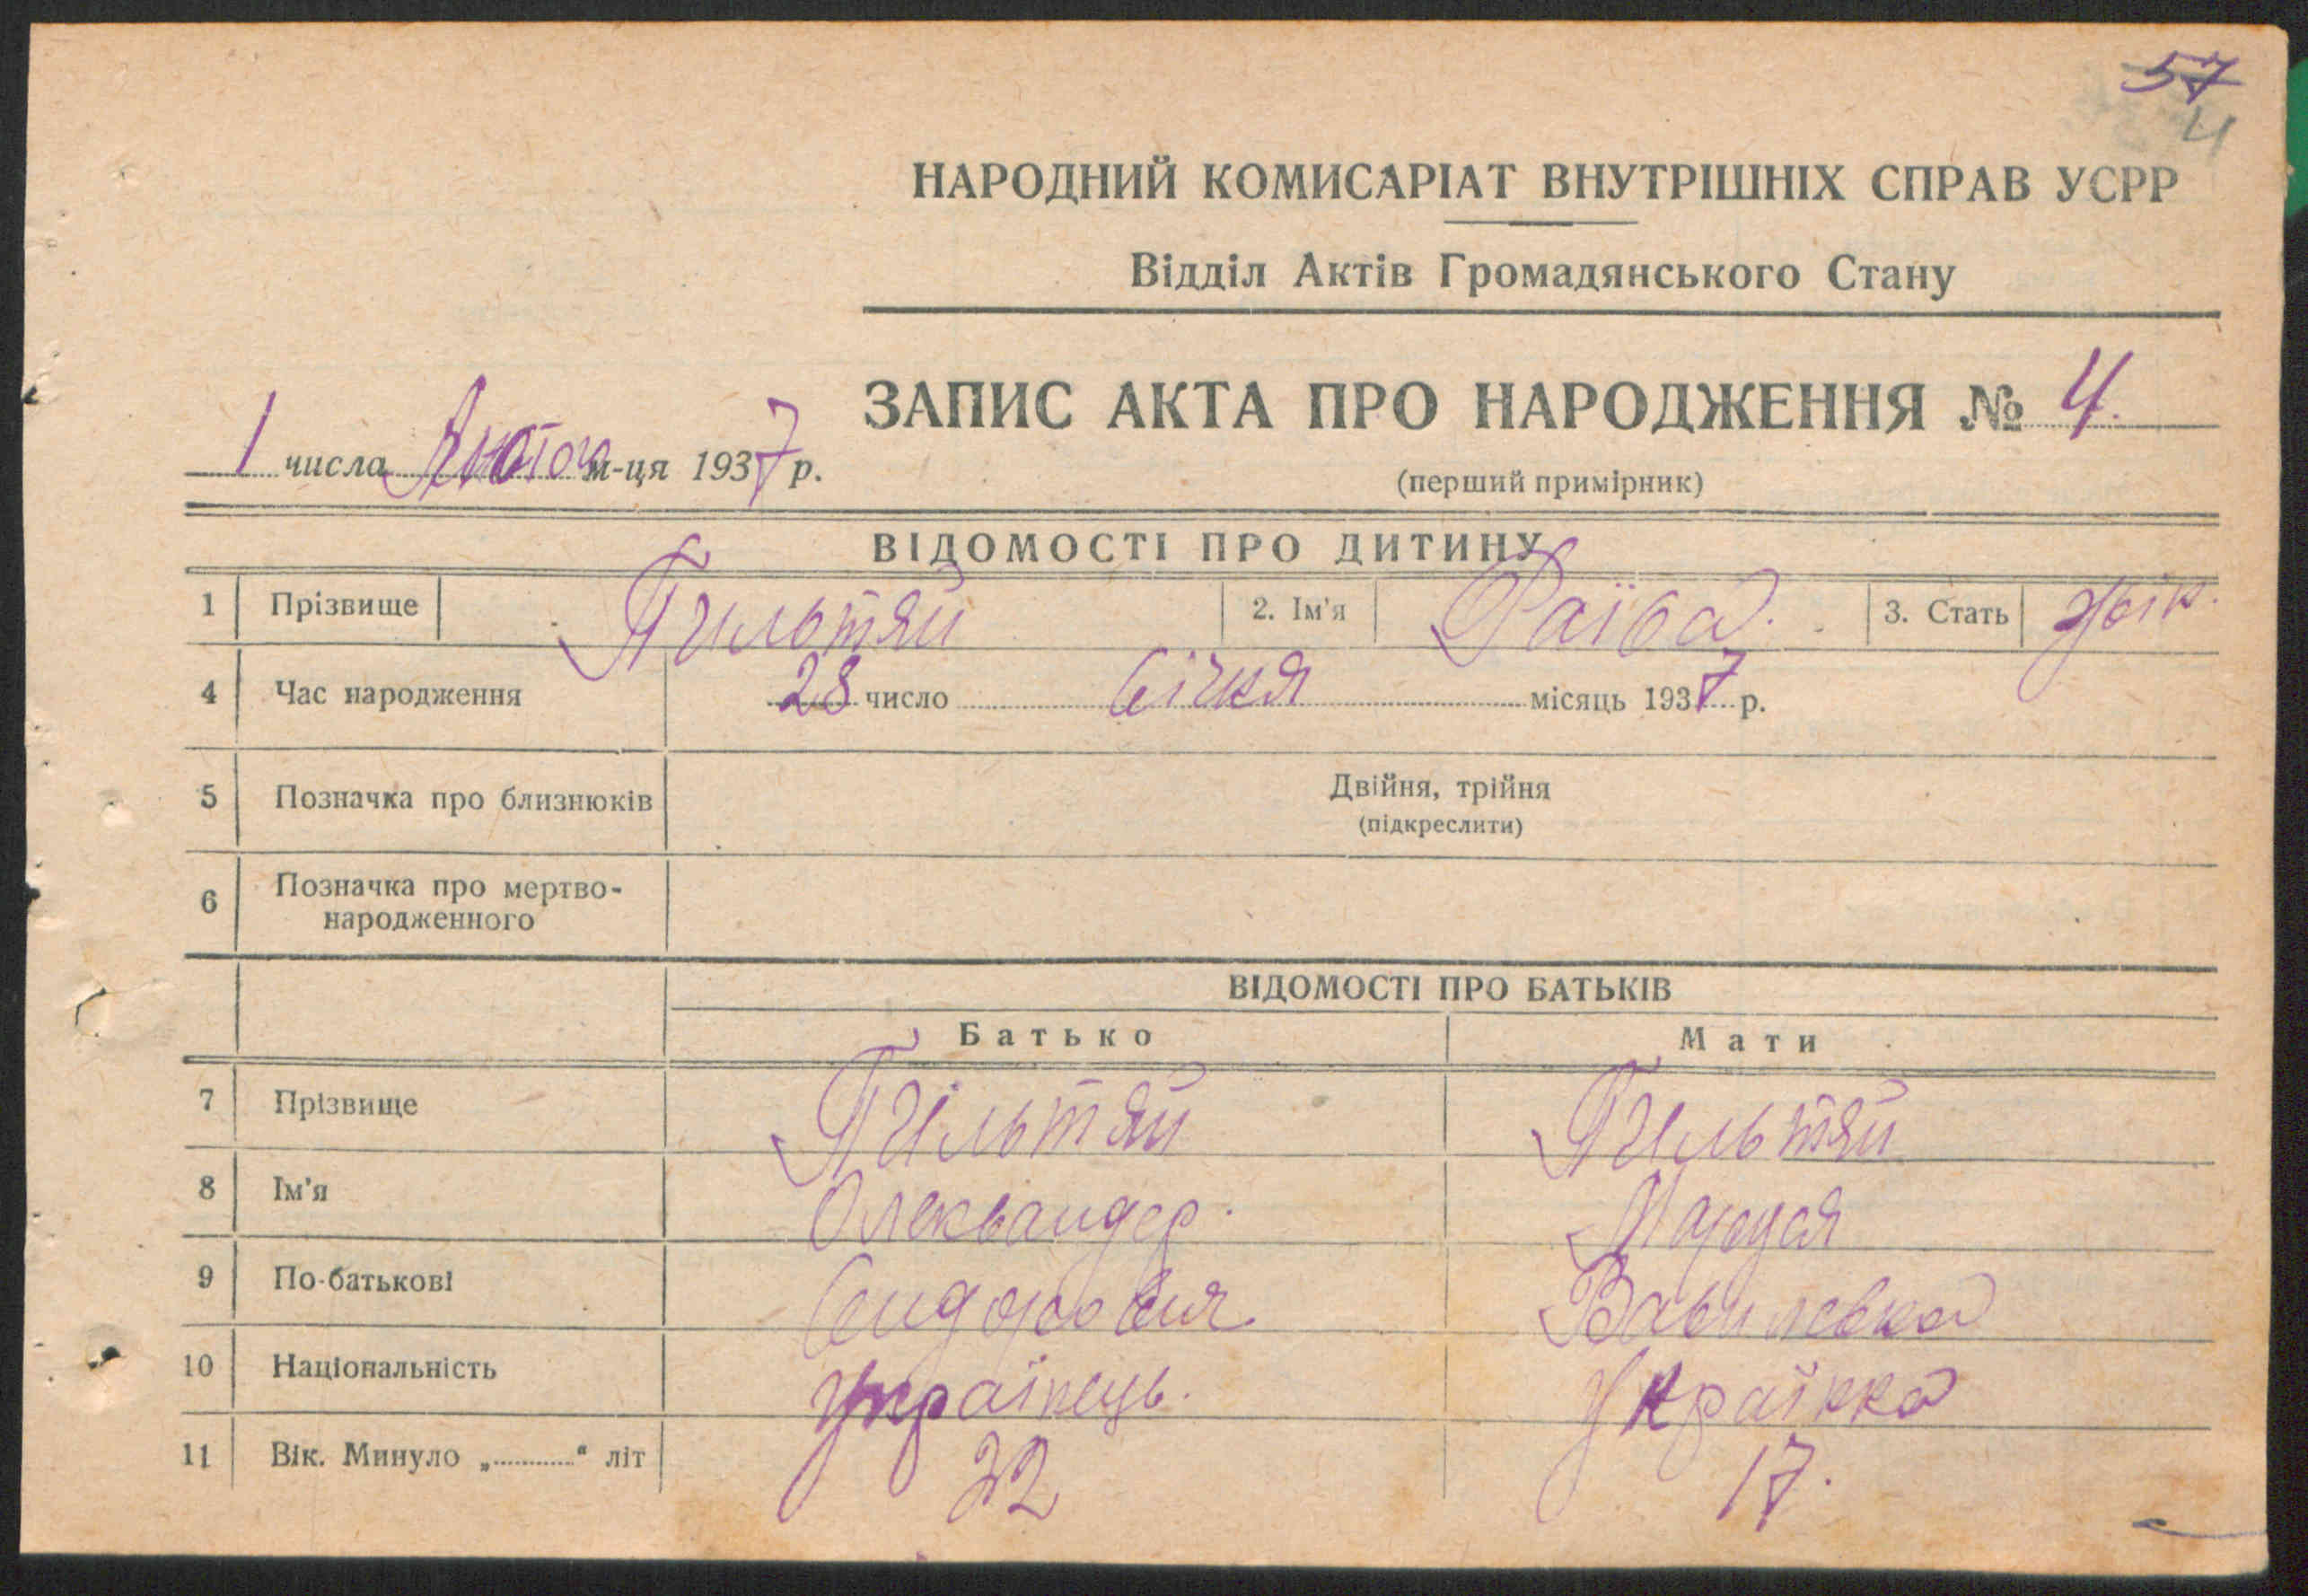 57
4
НАРОДНИЙ КОМИСАРІАТ ВНУТРІШНІХ СПРАВ УСРР
Відділ Актів Громадянського Стану
ЗАПИС АКТА ПРО НАРОДЖЕННЯ № 4.
1 числа Лютого м-ця 1937 р.
(перший примірник)
ВІДОМОСТІ ПРО ДИТИНУ
1 Прізвище 2. Ім'я Раїса. 3. Стать жін.
4 Час народження 28 число Січня місяць 1937 р.
5 Позначка про близнюків Двійня, трійня
(підкреслити)
6 Позначка про мертво-
народженного
ВІДОМОСТІ ПРО БАТЬКІВ
Батько Мати
7 Прізвище
8 Ім'я Олександер. Маруся
9 По-батькові Сидорович Вавиловна
10 Національність українець. Українка
11 Вік. Минуло „............“ літ 22 17.